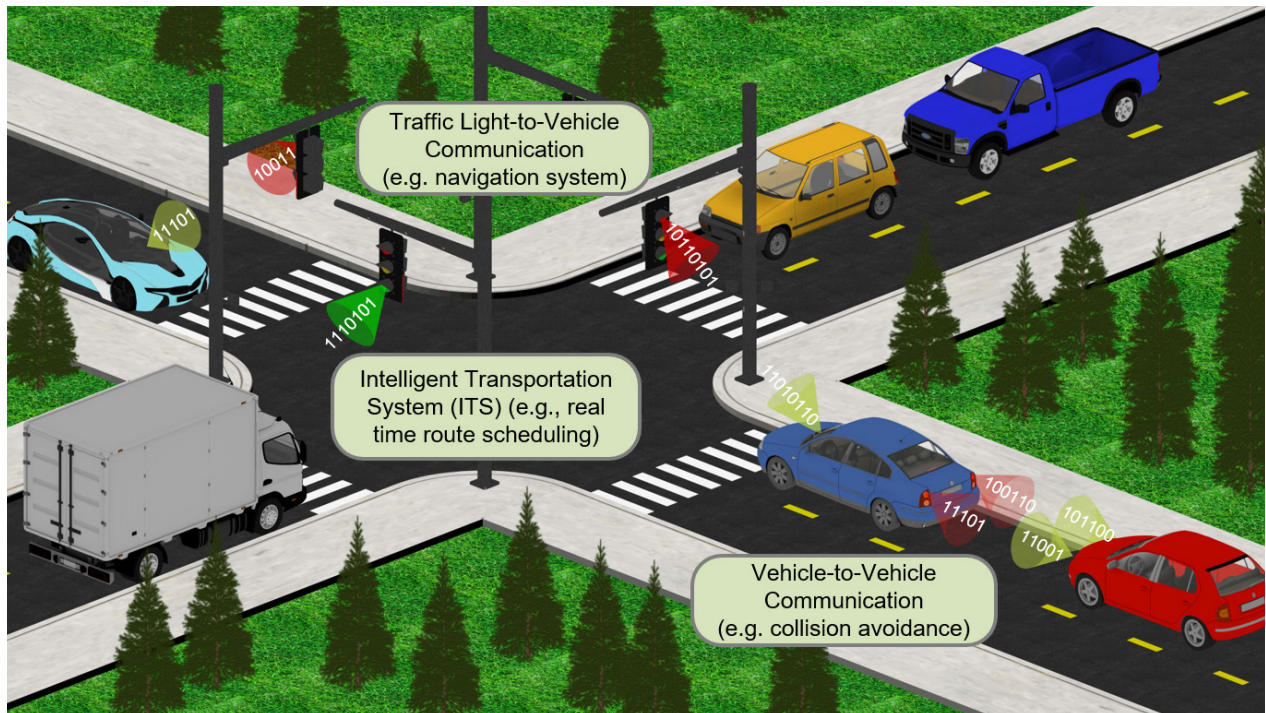 Traffic Light-to-Vehicle
Communication
(e.g. navigation system)
10011
11101
10110101
1110101
Intelligent Transportation
System (ITS) (e.g., real
time route scheduling)
11010110
100110
11101
101100
11001
Vehicle-to-Vehicle
Communication
(e.g. collision avoidance)